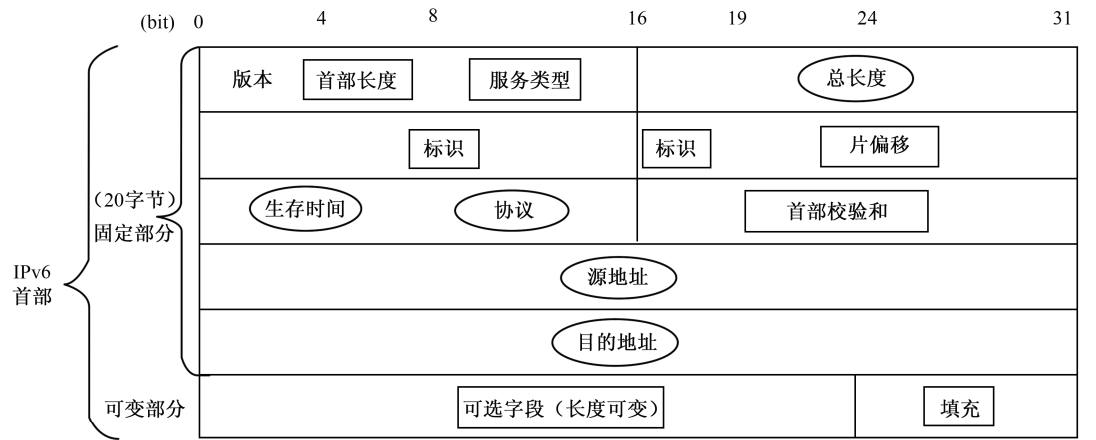 (bit) 0 4 8 16 19 24 31
版本 首部长度 服务类型 总长度
标识 标识 片偏移
(20字节)
固定部分
生存时间 协议 首部校验和
IPv6
首部
源地址
目的地址
可变部分 可选字段（长度可变） 填充